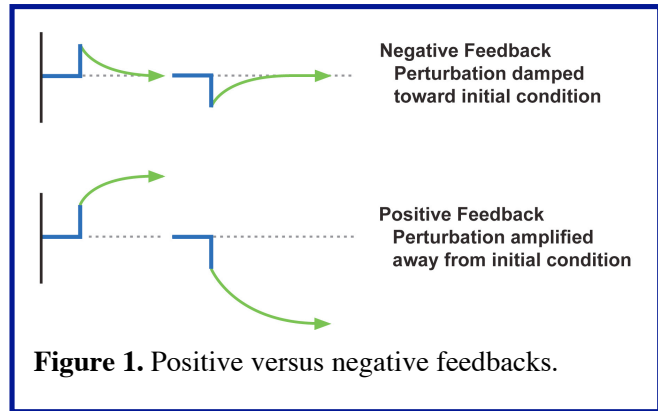 Negative Feedback
Perturbation damped
toward initial condition
Positive Feedback
Perturbation amplified
away from initial condition
Figure 1. Positive versus negative feedbacks.